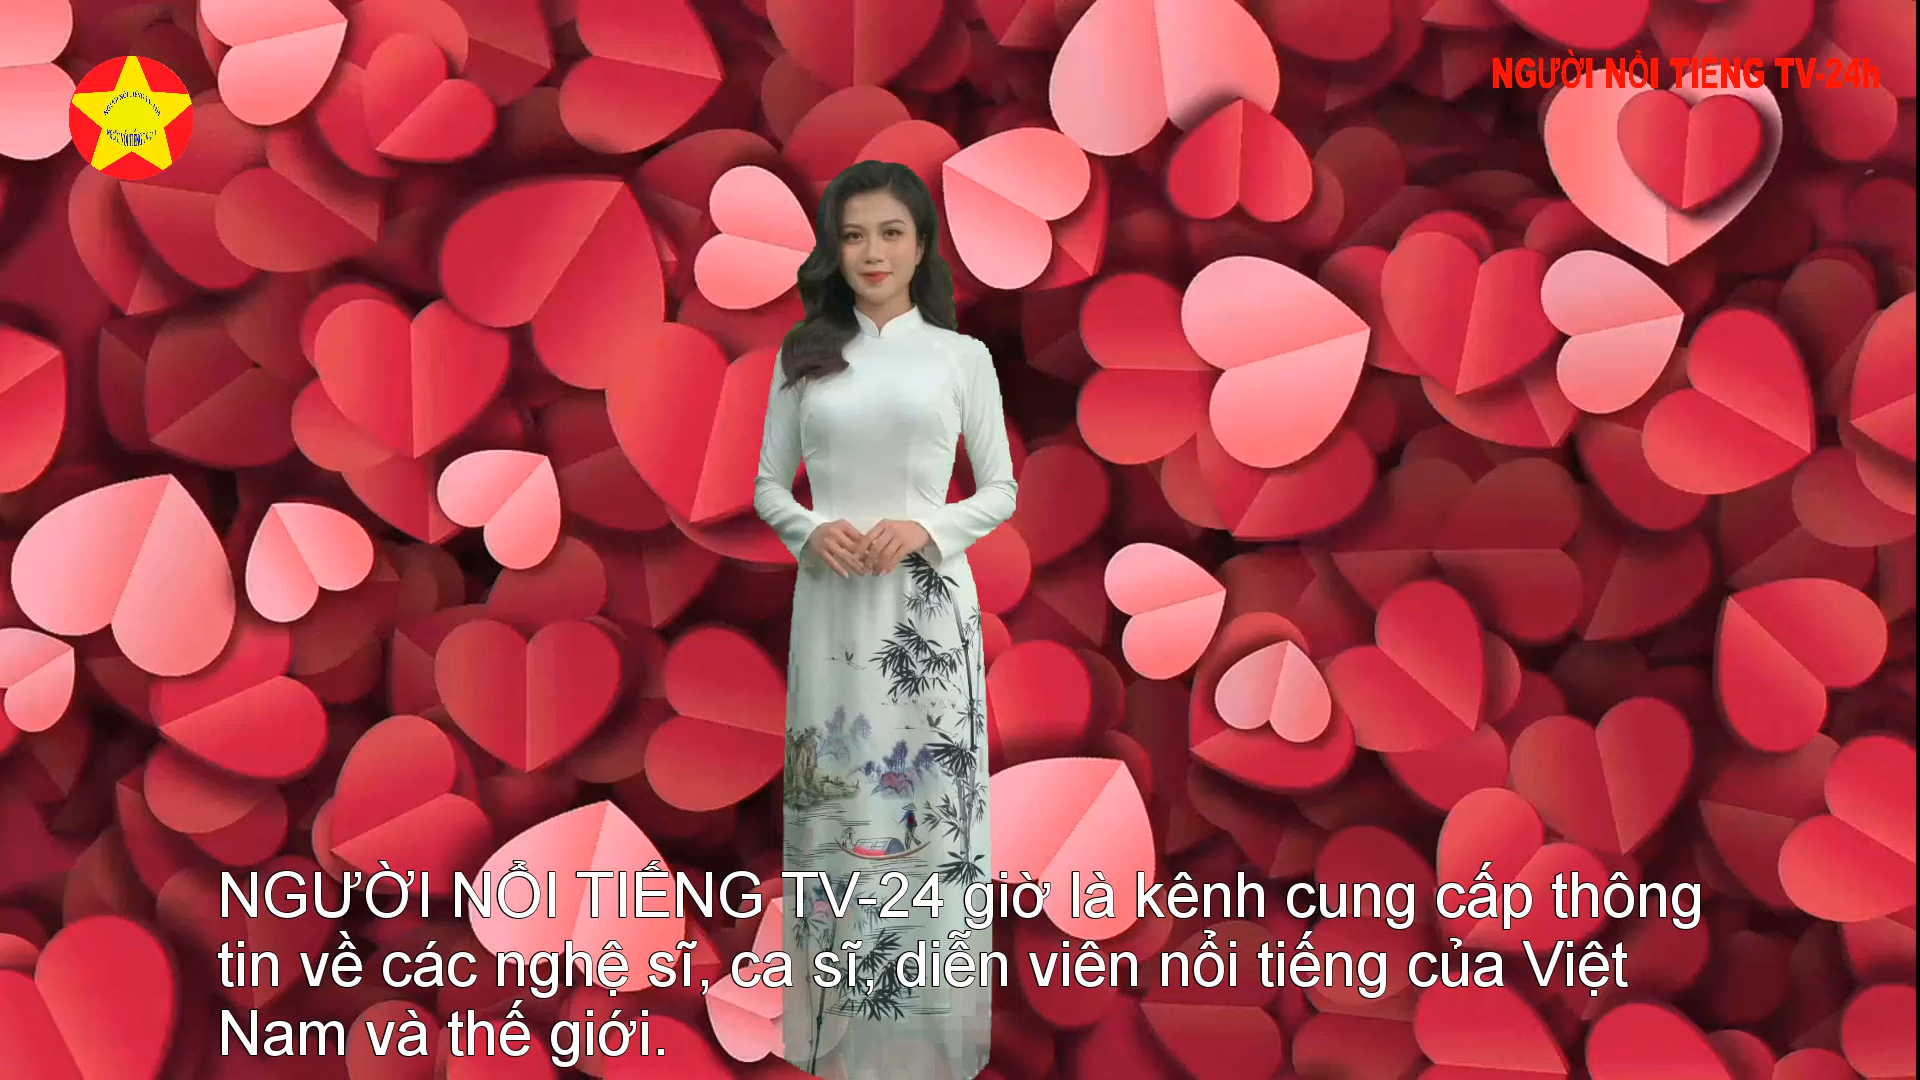 NGƯỜI NỔI TIẾNG TV-24h
NGƯỜI NỔI TIẾNG TV-24 giờ là kênh cung cấp thông
tin về các nghệ sĩ, ca sĩ, diễn viên nổi tiếng của Việt
Nam và thế giới.